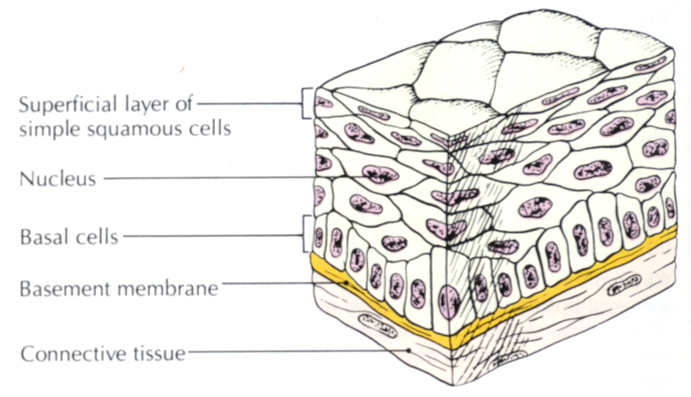 Superficial layer of
simple squamous cells
Nucleus
Basal cells
Basement membrane
Connective tissue